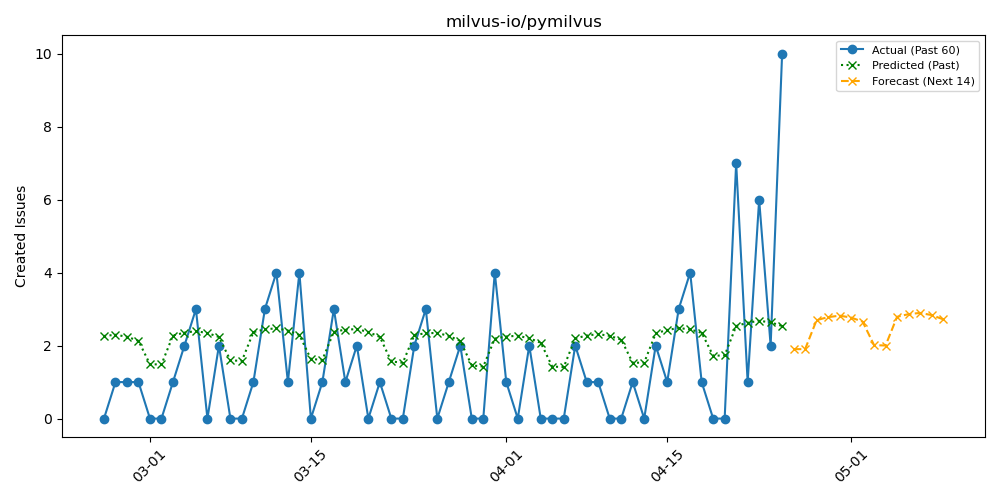 milvus-io/pymilvus
Created Issues
10
8
6
4
2
0
03-01
03-15
04-01
04-15
05-01
Actual (Past 60)
Predicted (Past)
Forecast (Next 14)